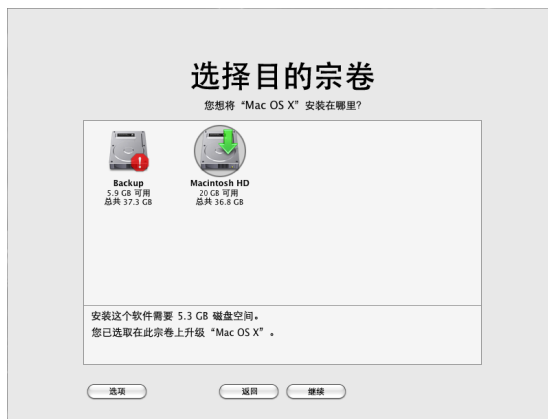 选择目的宗卷
您想将“Mac OS X”安装在哪里?
Backup
5.9 GB 可用
总共 37.3 GB
Macintosh HD
20 GB 可用
总共 36.8 GB
安装这个软件需要 5.3 GB 磁盘空间。
您已选取在此宗卷上升级“Mac OS X”。
选项
返回
继续